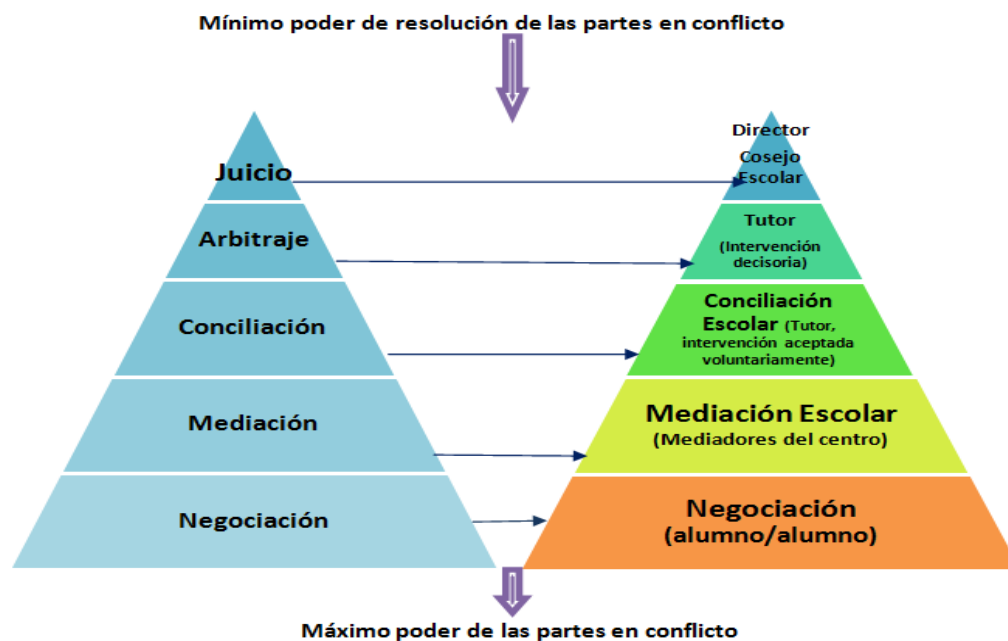 Mínimo poder de resolución de las partes en conflicto
Juicio
Arbitraje
Conciliación
Mediación
Negociación
Director
Cosejo
Escolar
Tutor
(Intervención
decisoria)
Conciliación
Escolar (Tutor,
intervención aceptada
voluntariamente)
Mediación Escolar
(Mediadores del centro)
Negociación
(alumno/alumno)
Máximo poder de las partes en conflicto